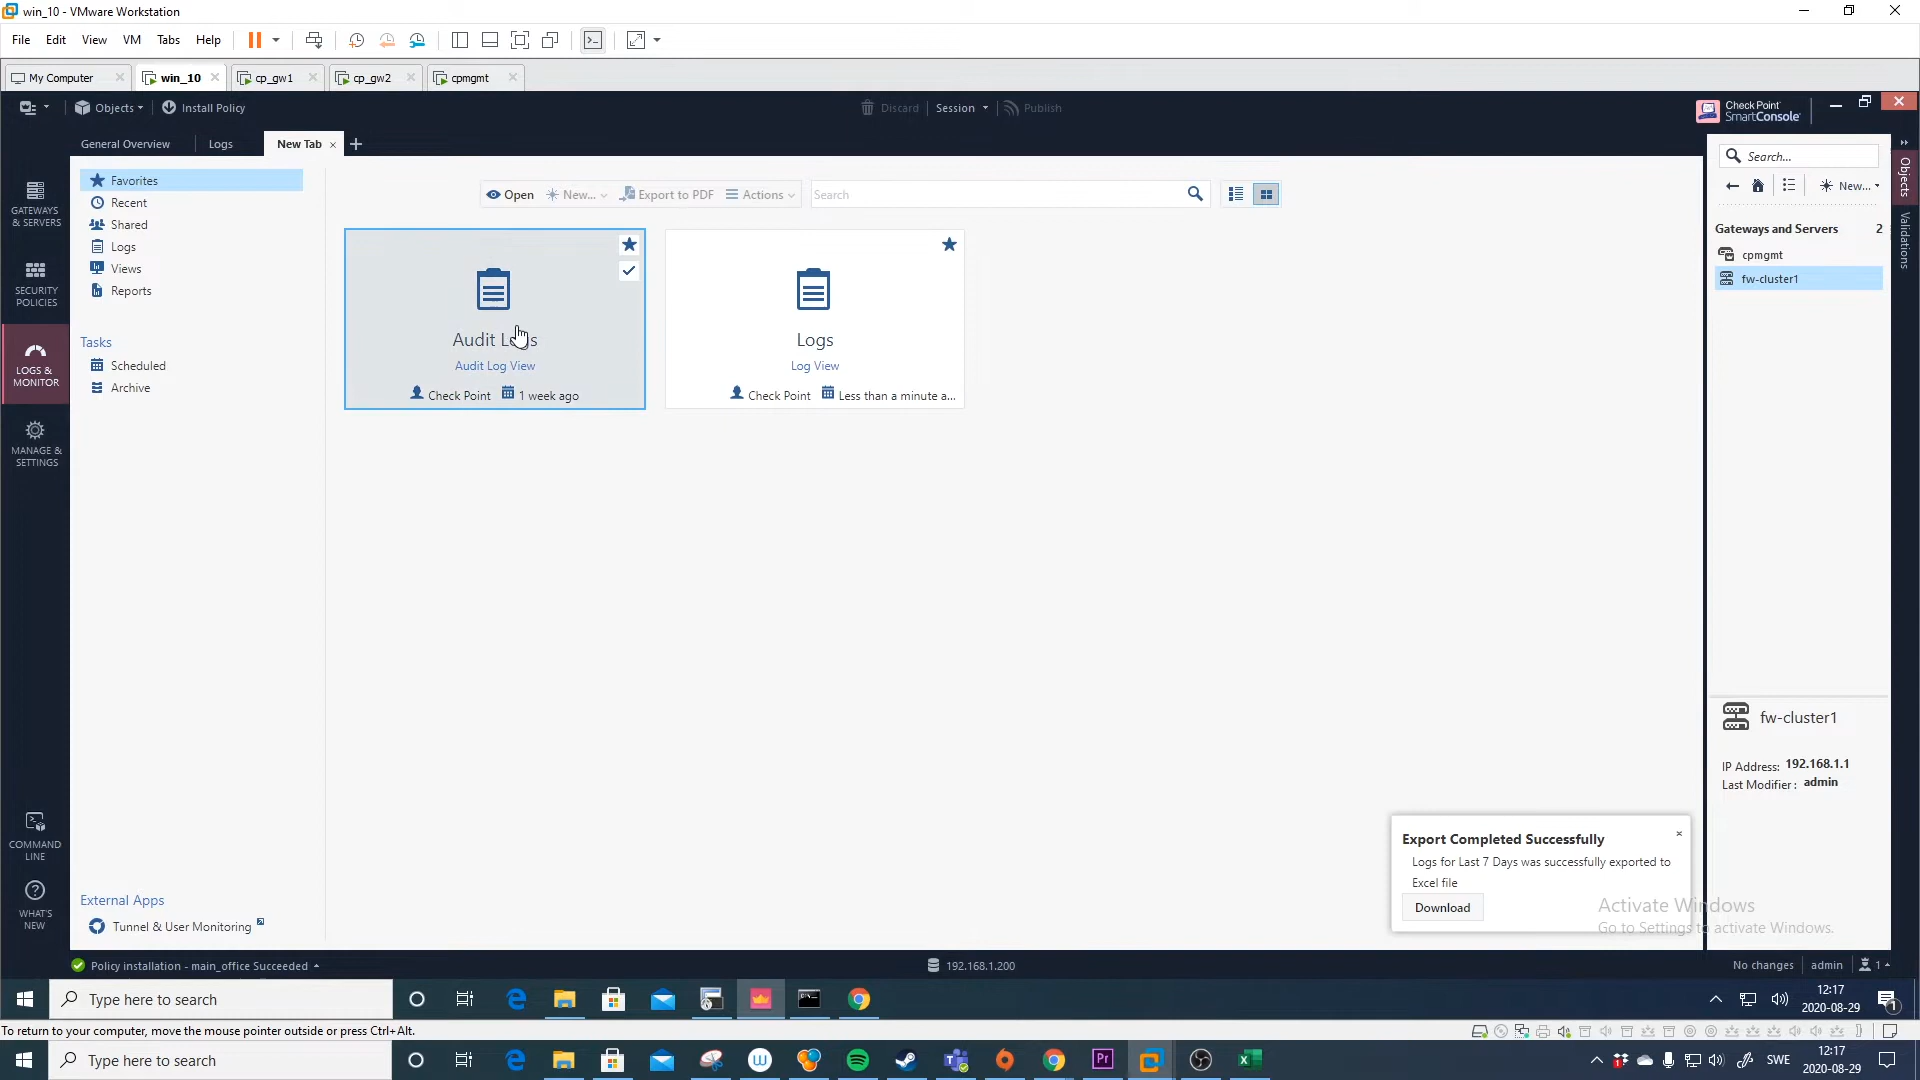 win_10 - VMware Workstation
File Edit View VM Tabs Help
My Computer win_10 cp_gw1 cp_gw2 cpmgmt
Objects Install Policy Discard Session Publish Check Point SmartConsole
General Overview Logs New Tab
Search...
Favorites
Open New... Export to PDF Actions Search
New...
Recent
Shared
Logs
Views
Reports
GATEWAYS & SERVERS
SECURITY POLICIES
LOGS & MONITOR
MANAGE & SETTINGS
COMMAND LINE
WHAT'S NEW
Tasks
Scheduled
Archive
Audit Logs
Audit Log View
Check Point 1 week ago
Logs
Log View
Check Point Less than a minute a...
Gateways and Servers 2
cpmgmt
fw-cluster1
Objects
Validations
fw-cluster1
IP Address: 192.168.1.1
Last Modifier: admin
Export Completed Successfully
Logs for Last 7 Days was successfully exported to
Excel file
Download
Activate Windows
Go to Settings to activate Windows.
External Apps
Tunnel & User Monitoring
Policy installation - main_office Succeeded 192.168.1.200 No changes admin 1
Type here to search
12:17
2020-08-29
1
To return to your computer, move the mouse pointer outside or press Ctrl+Alt.
Type here to search
SWE
12:17
2020-08-29